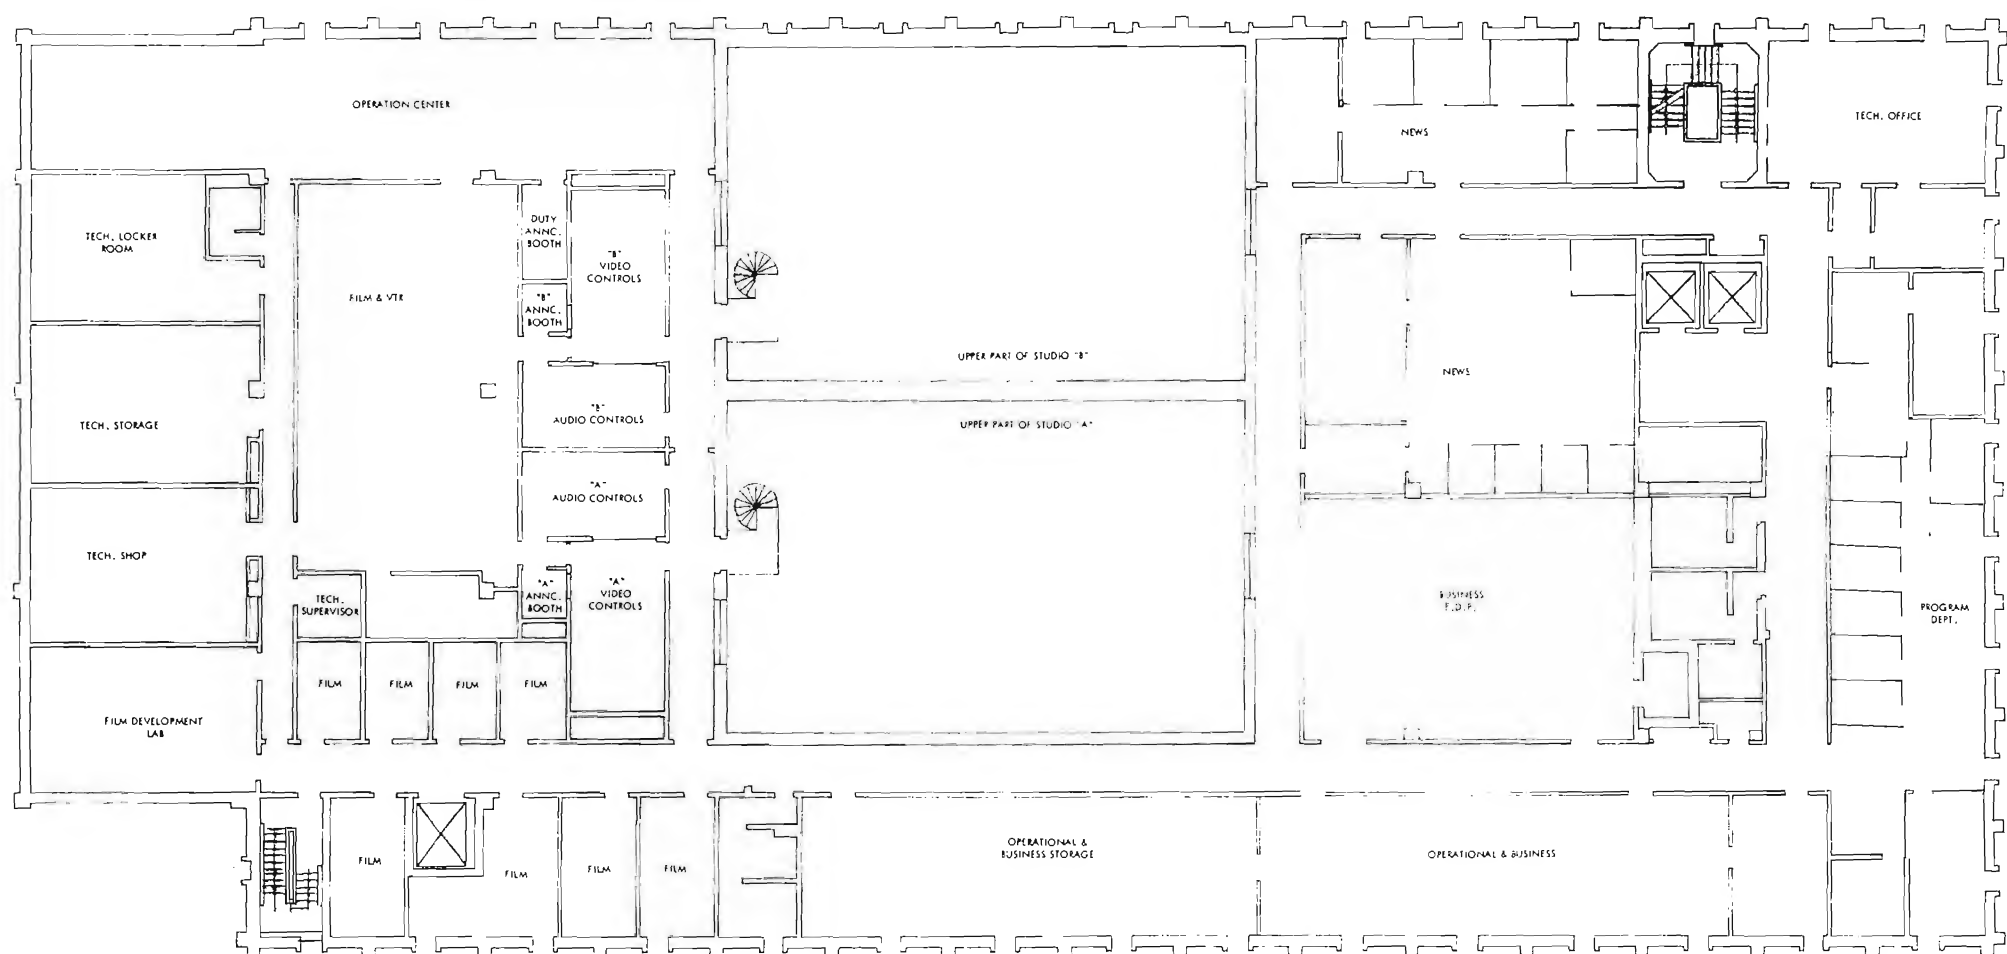 OPERATION CENTER
NEWS
TECH. OFFICE
TECH. LOCKER
ROOM
DUTY
ANNC.
BOOTH
"B"
VIDEO
CONTROLS
FILM & VTR
"B"
ANNC.
BOOTH
UPPER PART OF STUDIO "B"
NEWS
"B"
AUDIO CONTROLS
TECH. STORAGE
UPPER PART OF STUDIO "A"
"A"
AUDIO CONTROLS
TECH. SHOP
TECH.
SUPERVISOR
"A"
ANNC.
BOOTH
"A"
VIDEO
CONTROLS
BUSINESS
PROGRAM
DEPT.
FILM
FILM
FILM
FILM
FILM DEVELOPMENT
LAB
FILM
FILM
FILM
FILM
OPERATIONAL &
BUSINESS STORAGE
OPERATIONAL & BUSINESS